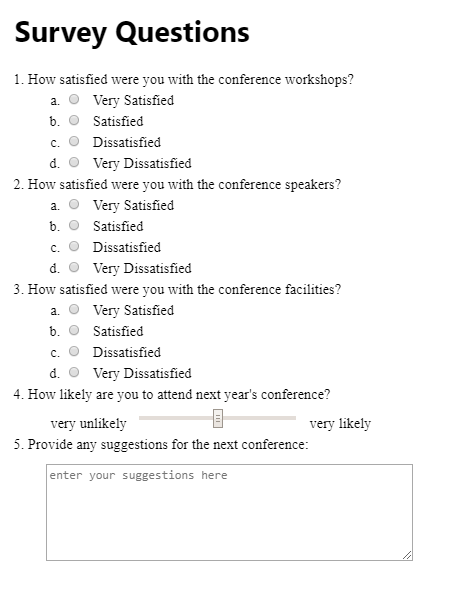 Survey Questions
1. How satisfied were you with the conference workshops?
a. Very Satisfied
b. Satisfied
c. Dissatisfied
d. Very Dissatisfied
2. How satisfied were you with the conference speakers?
a. Very Satisfied
b. Satisfied
c. Dissatisfied
d. Very Dissatisfied
3. How satisfied were you with the conference facilities?
a. Very Satisfied
b. Satisfied
c. Dissatisfied
d. Very Dissatisfied
4. How likely are you to attend next year's conference?
very unlikely very likely
5. Provide any suggestions for the next conference:
enter your suggestions here